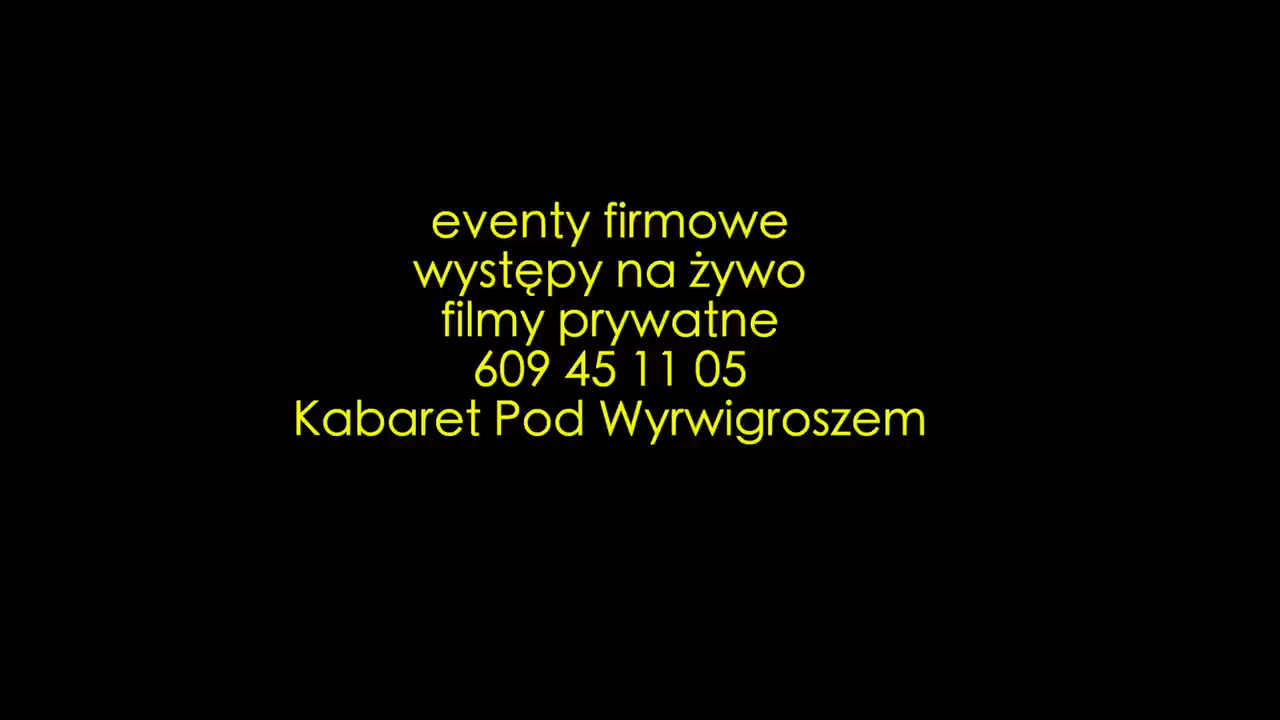 eventy firmowe
występy na żywo
filmy prywatne
609 45 11 05
Kabaret Pod Wyrwigroszem